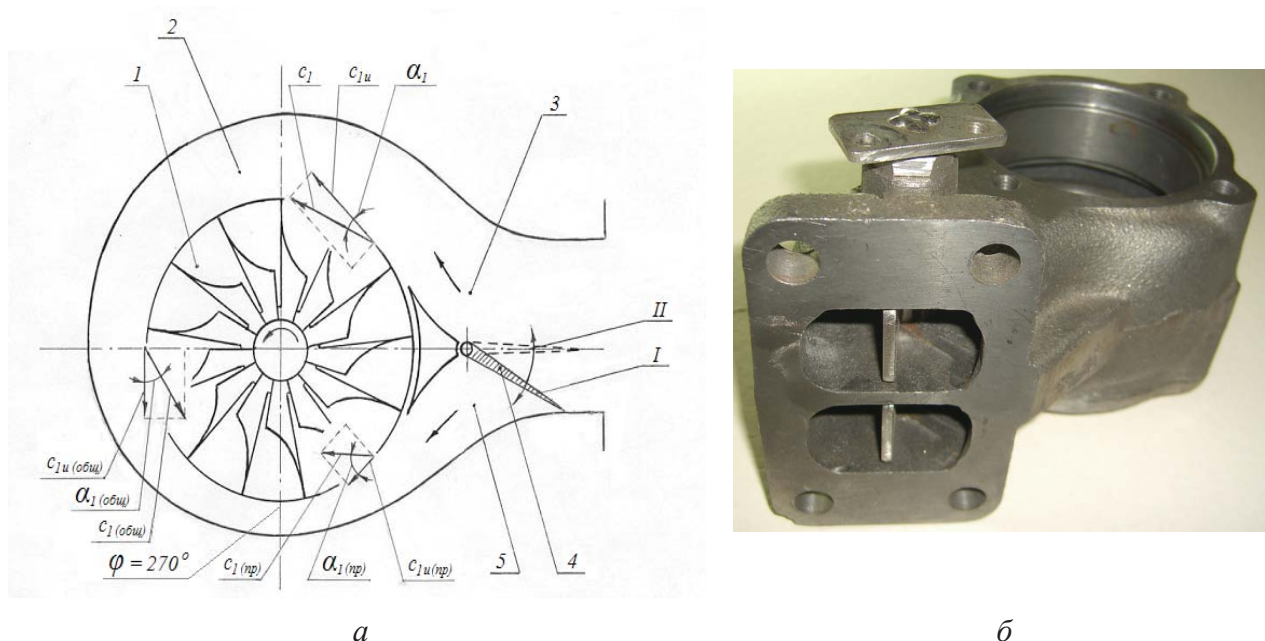 2
1
c₁
c₁ᵤ
α₁
3
II
I
c₁ᵤ (общ)
α₁ (общ)
c₁ (общ)
φ = 270°
c₁(пр)
α₁(пр)
c₁ᵤ(пр)
5
4
а
б